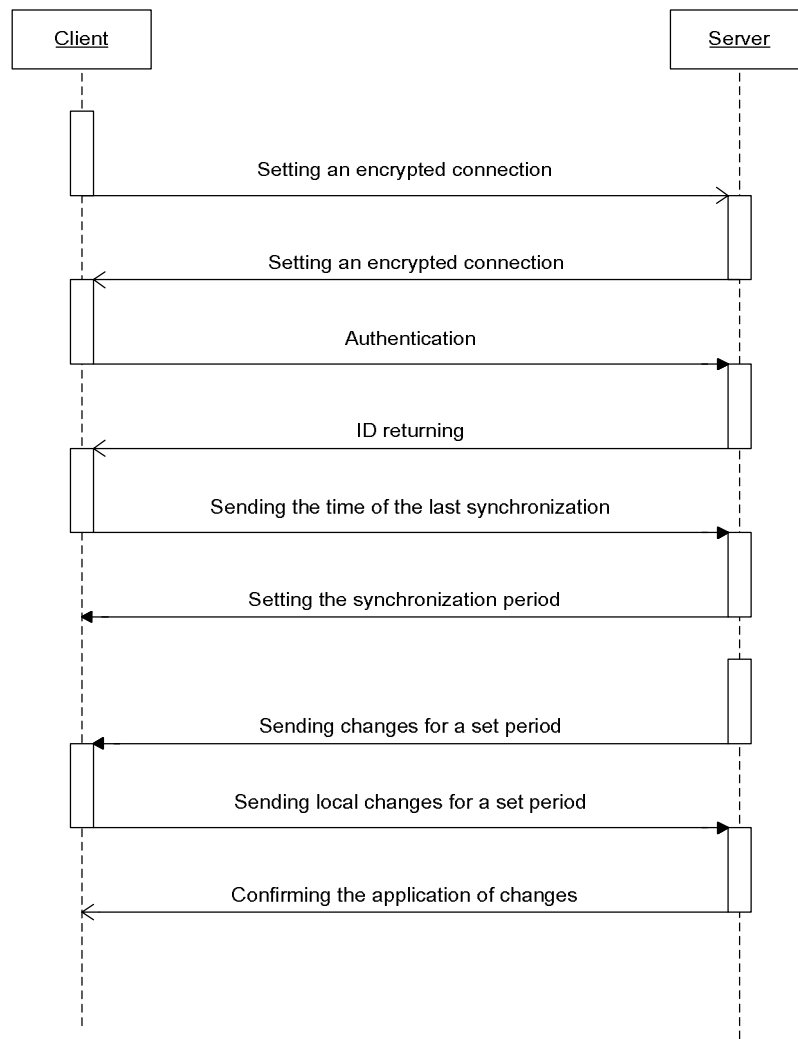 Client
Server
Setting an encrypted connection
Setting an encrypted connection
Authentication
ID returning
Sending the time of the last synchronization
Setting the synchronization period
Sending changes for a set period
Sending local changes for a set period
Confirming the application of changes